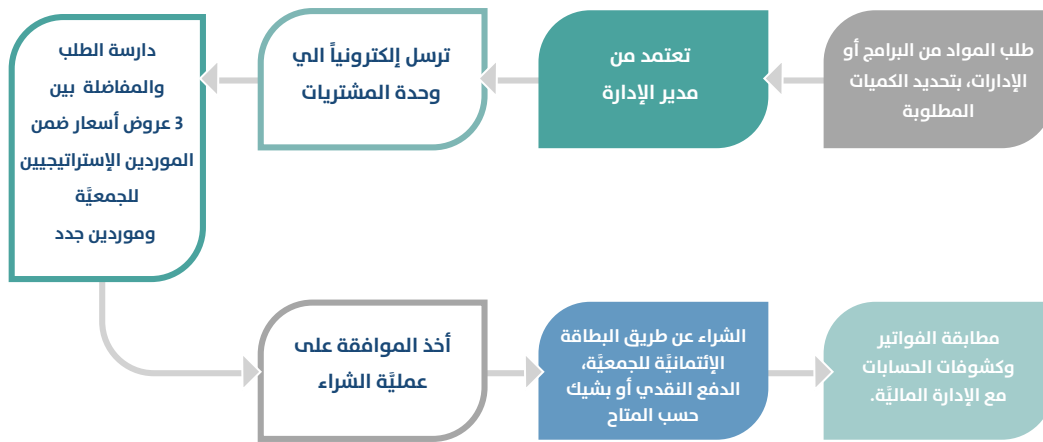 طلب المواد من البرامج أو
الإدارات، بتحديد الكميات
المطلوبة
تعتمد من
مدير الإدارة
ترسل إلكترونياً الي
وحدة المشتريات
دارسة الطلب
والمفاضلة بين
3 عروض أسعار ضمن
الموردين الإستراتيجيين
للجمعيَّة
وموردين جدد
أخذ الموافقة على
عمليَّة الشراء
الشراء عن طريق البطاقة
الإئتمانيَّة للجمعيَّة،
الدفع النقدي أو بشيك
حسب المتاح
مطابقة الفواتير
وكشوفات الحسابات
مع الإدارة الماليَّة.